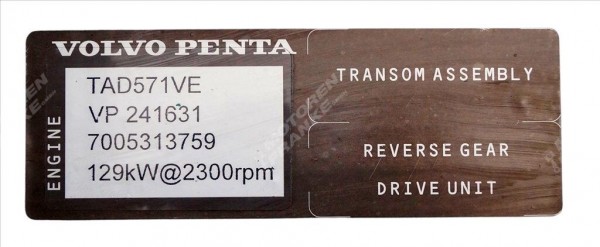 VOLVO PENTA
ENGINE
TAD571VE
VP 241631
7005313759
129kW@2300rpm
TRANSOM ASSEMBLY
REVERSE GEAR
DRIVE UNIT